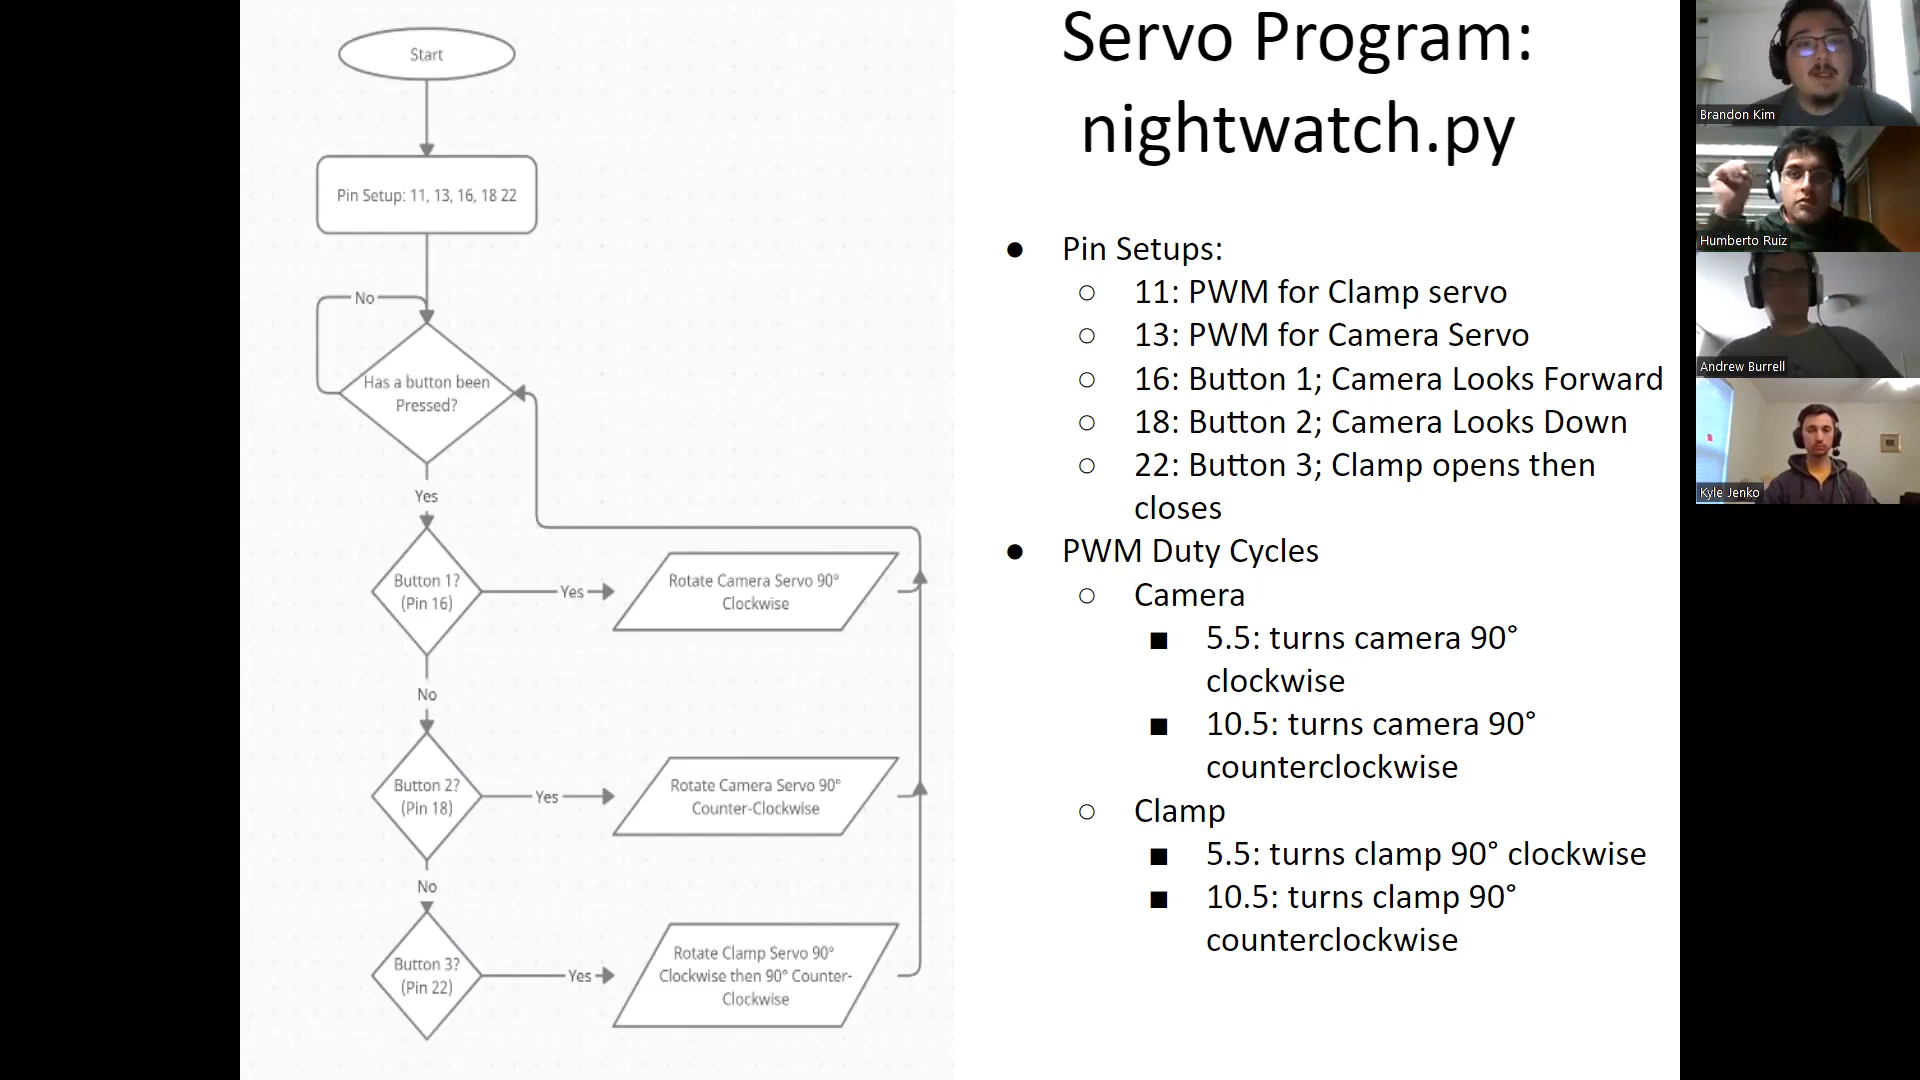 Start
Pin Setup: 11, 13, 16, 18 22
No
Has a button been
Pressed?
Yes
Button 1?
(Pin 16)
Yes
Rotate Camera Servo 90°
Clockwise
No
Button 2?
(Pin 18)
Yes
Rotate Camera Servo 90°
Counter-Clockwise
No
Button 3?
(Pin 22)
Yes
Rotate Clamp Servo 90°
Clockwise then 90° Counter-
Clockwise
Servo Program:
nightwatch.py
● Pin Setups:
○ 11: PWM for Clamp servo
○ 13: PWM for Camera Servo
○ 16: Button 1; Camera Looks Forward
○ 18: Button 2; Camera Looks Down
○ 22: Button 3; Clamp opens then
closes
● PWM Duty Cycles
○ Camera
■ 5.5: turns camera 90°
clockwise
■ 10.5: turns camera 90°
counterclockwise
○ Clamp
■ 5.5: turns clamp 90° clockwise
■ 10.5: turns clamp 90°
counterclockwise
Brandon Kim
Humberto Ruiz
Andrew Burrell
Kyle Jenko